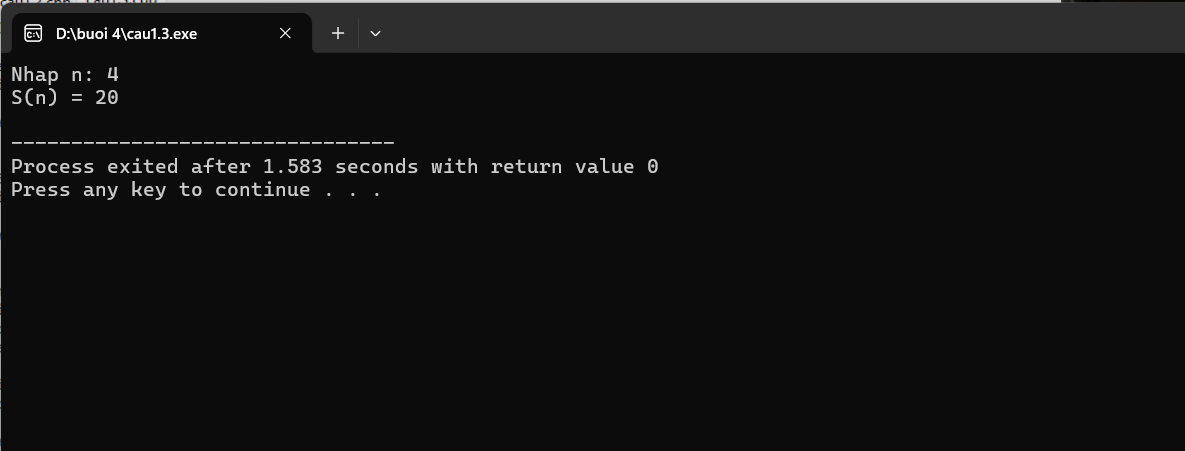 D:\buoi 4\cau1.3.exe
Nhap n: 4
S(n) = 20
--------------------------------
Process exited after 1.583 seconds with return value 0
Press any key to continue . . .